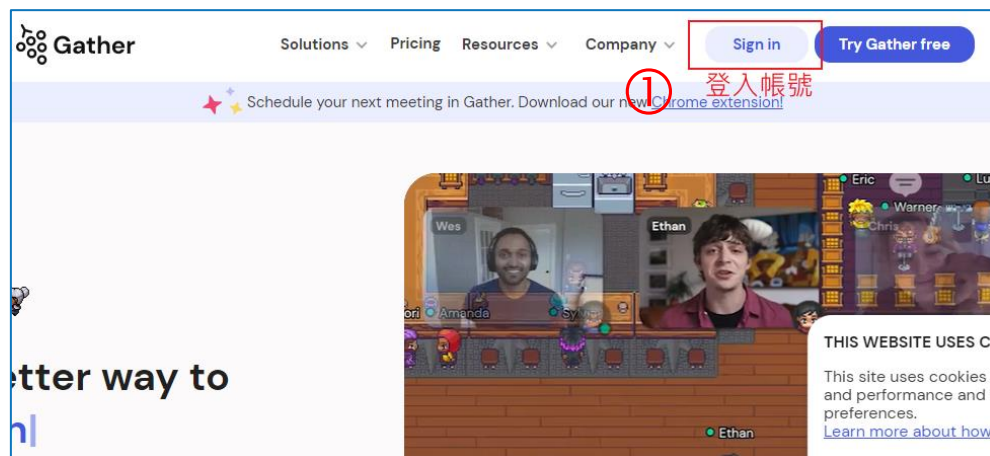 Gather
Solutions Pricing Resources Company Sign in Try Gather free
① 登入帳號
Schedule your next meeting in Gather. Download our new Chrome extension!
Eric
Warner
Wes
Ethan
Chris
Amanda
THIS WEBSITE USES C
This site uses cookies
and performance and
preferences.
Learn more about how
etter way to
Ethan